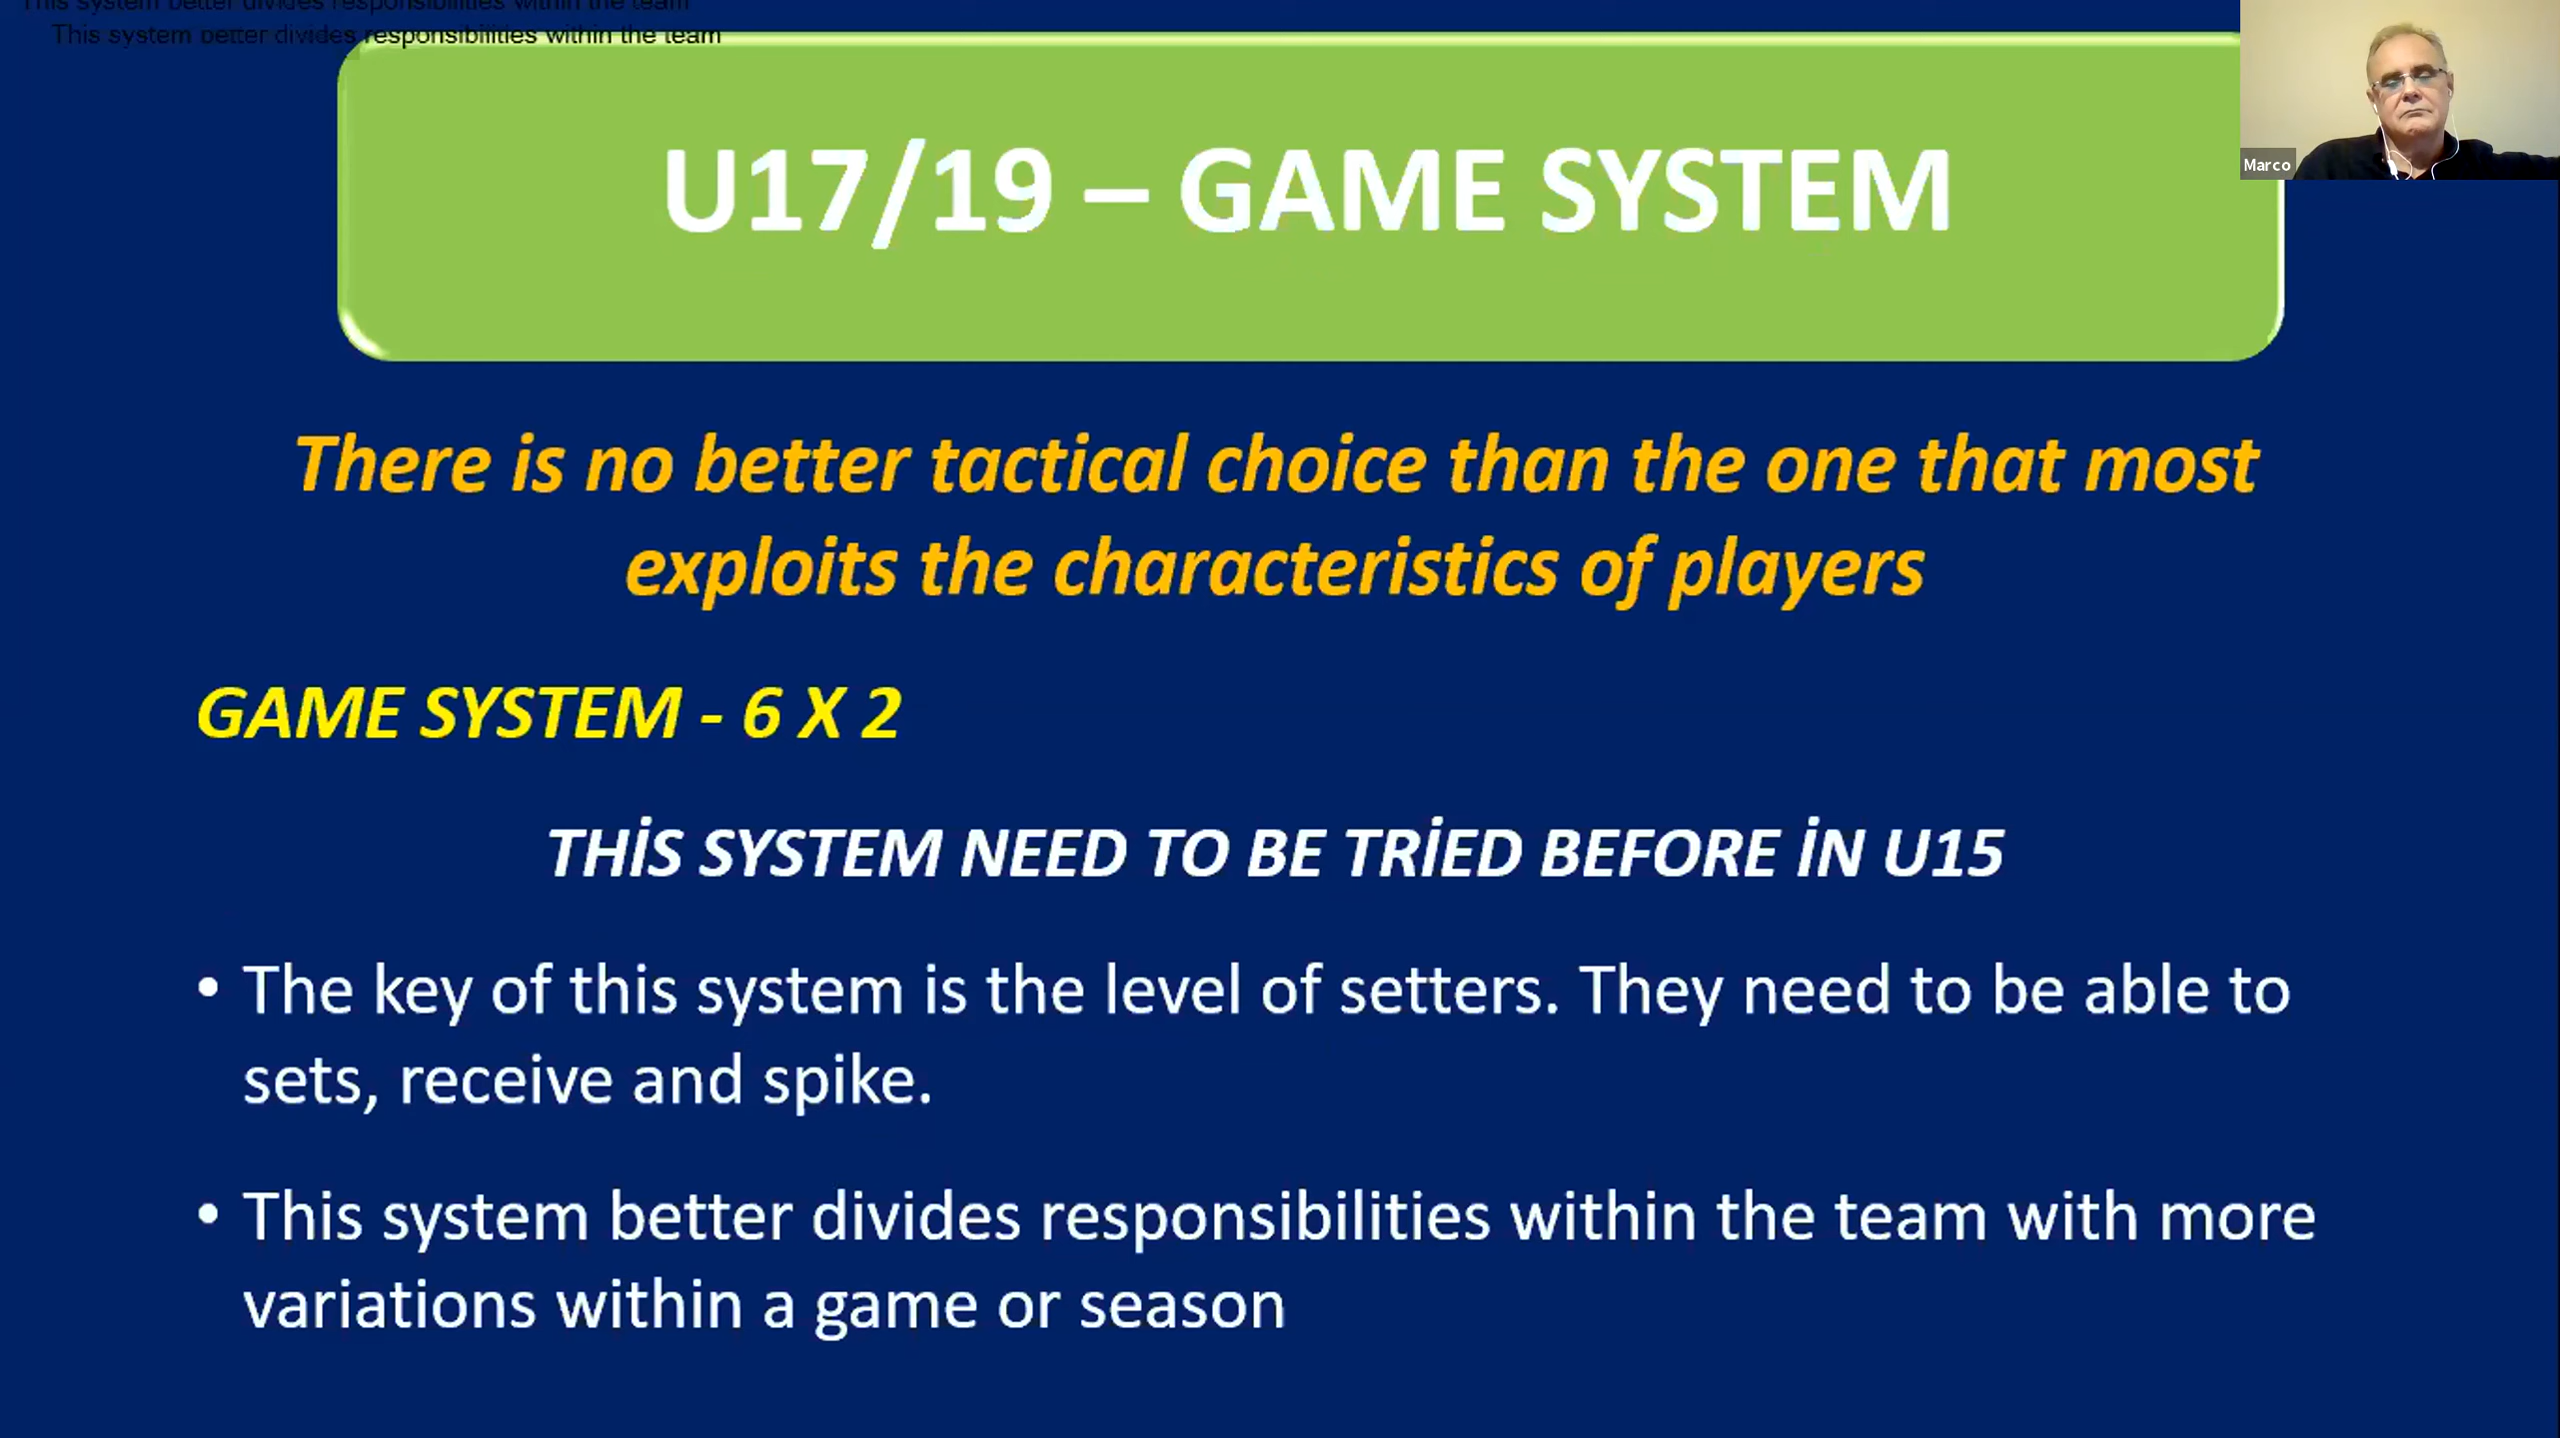 This system better divides responsibilities within the team
This system better divides responsibilities within the team
Marco
U17/19 – GAME SYSTEM
There is no better tactical choice than the one that most
exploits the characteristics of players
GAME SYSTEM - 6 X 2
THİS SYSTEM NEED TO BE TRİED BEFORE İN U15
• The key of this system is the level of setters. They need to be able to
sets, receive and spike.
• This system better divides responsibilities within the team with more
variations within a game or season